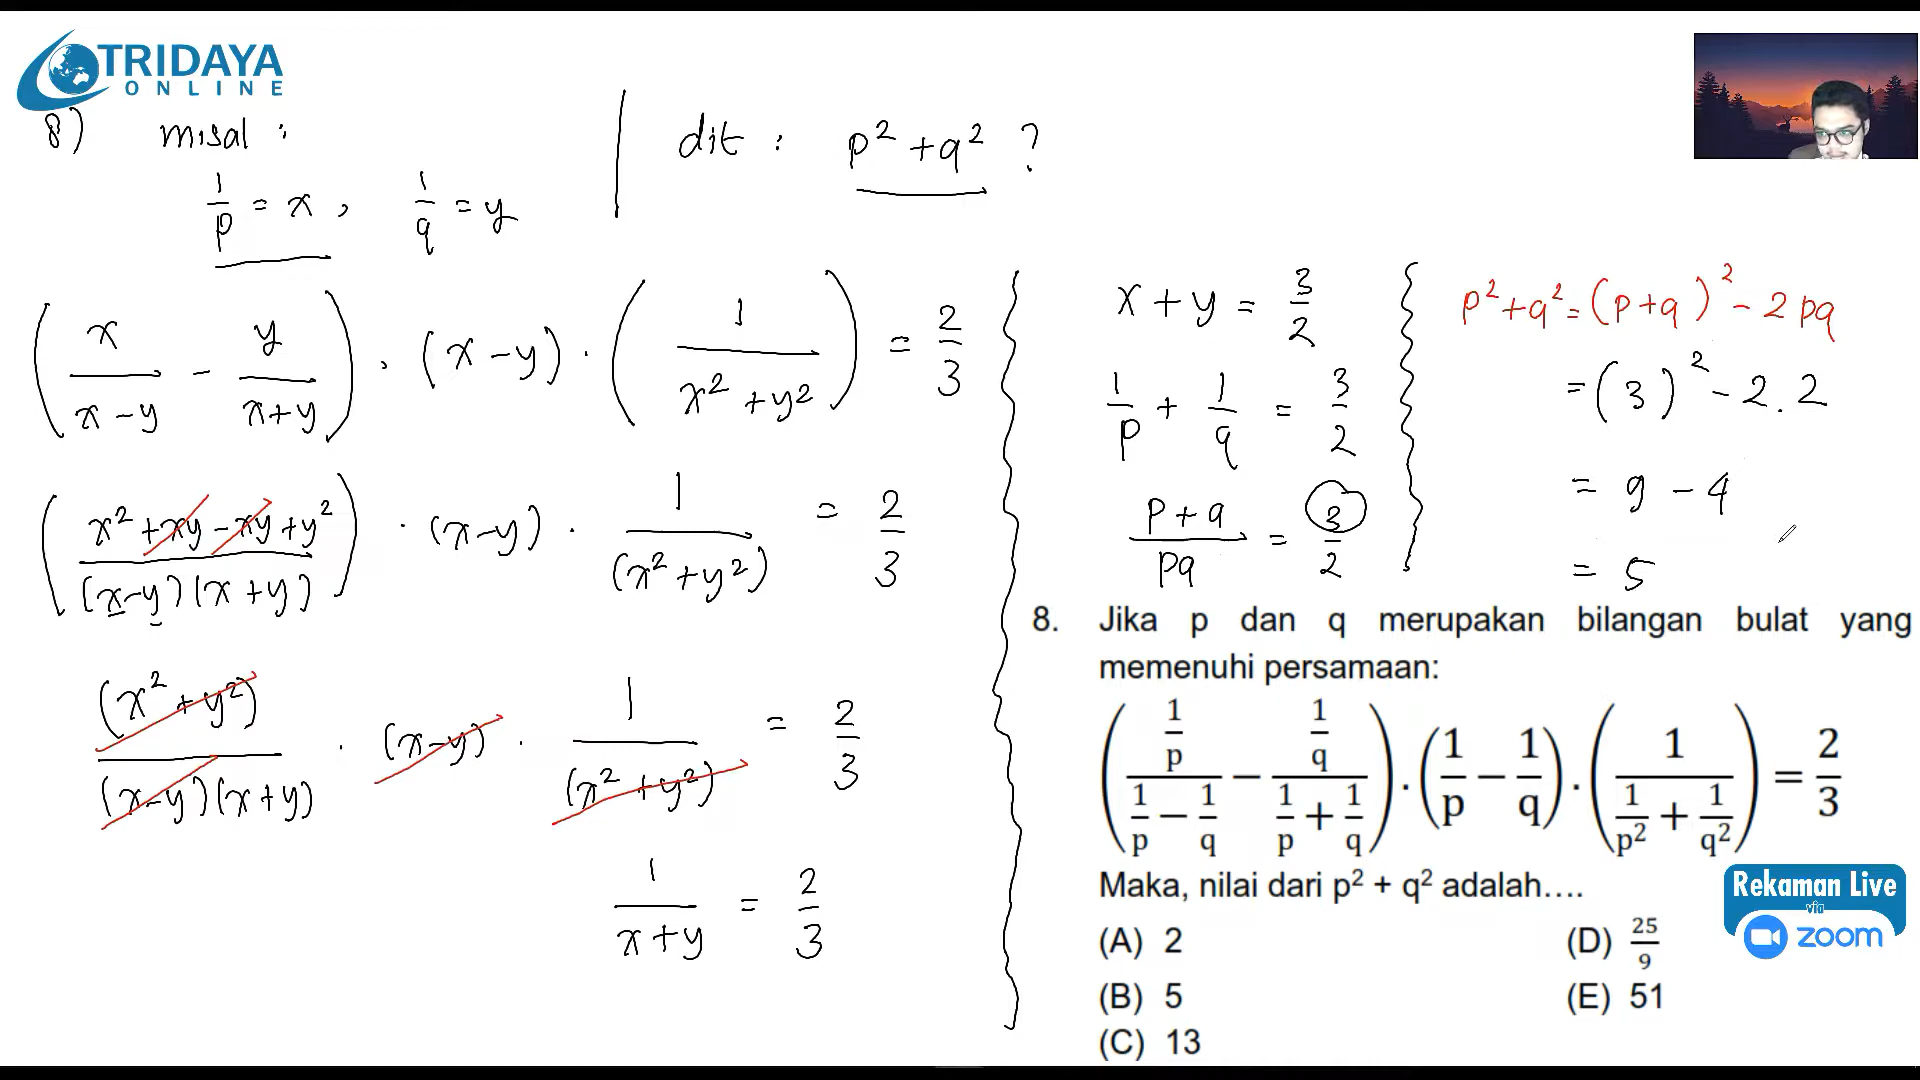 TRIDAYA
ONLINE
8) misal :
1/p = x , 1/q = y
dit : p² + q² ?
(x/(x-y) - y/(x+y)) . (x-y) . (1/(x²+y²)) = 2/3
((x² + xy - xy + y²)/((x-y)(x+y))) . (x-y) . 1/(x²+y²) = 2/3
(x²+y²)/((x-y)(x+y)) . (x-y) . 1/(x²+y²) = 2/3
1/(x+y) = 2/3
x + y = 3/2
1/p + 1/q = 3/2
(p+q)/pq = 3/2
p² + q² = (p+q)² - 2pq
= (3)² - 2.2
= 9 - 4
= 5
8. Jika p dan q merupakan bilangan bulat yang
memenuhi persamaan:
((1/p)/(1/p - 1/q) - (1/q)/(1/p + 1/q)) . (1/p - 1/q) . (1/(1/p² + 1/q²)) = 2/3
Maka, nilai dari p² + q² adalah....
(A) 2
(B) 5
(C) 13
(D) 25/9
(E) 51
Rekaman Live
via
zoom